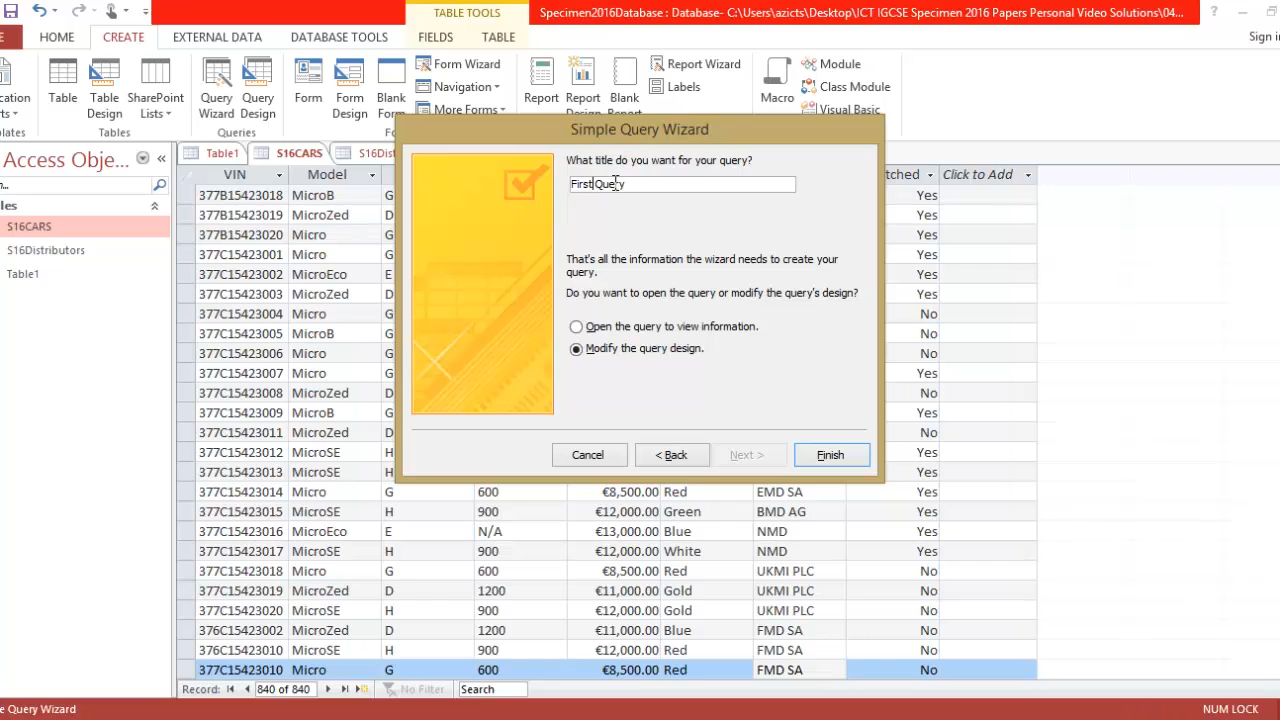 TABLE TOOLS
Specimen2016Database : Database- C:\Users\azicts\Desktop\ICT IGCSE Specimen 2016 Papers Personal Video Solutions\04...
HOME CREATE EXTERNAL DATA DATABASE TOOLS FIELDS TABLE Sign in
Table
Table Design
SharePoint Lists
Tables
Query Wizard
Query Design
Queries
Form
Form Design
Blank Form
Form Wizard
Navigation
More Forms
Report
Report
Blank
Report Wizard
Labels
Macro
Module
Class Module
Visual Basic
Access Obje...
S16CARS
S16Distributors
Table1
Table1 S16CARS S16Dist
VIN Model tched Click to Add
377B15423018 MicroB G Yes
377B15423019 MicroZed D Yes
377B15423020 Micro G Yes
377C15423001 Micro G Yes
377C15423002 MicroEco E Yes
377C15423003 MicroZed D Yes
377C15423004 Micro G No
377C15423005 MicroB G No
377C15423006 Micro G No
377C15423007 Micro G Yes
377C15423008 MicroZed D No
377C15423009 MicroB G Yes
377C15423011 MicroZed D No
377C15423012 MicroSE H Yes
377C15423013 MicroSE H Yes
377C15423014 MicroSE G 600 €8,500.00 Red EMD SA Yes
377C15423015 MicroSE H 900 €12,000.00 Green BMD AG Yes
377C15423016 MicroEco E N/A €13,000.00 Blue NMD Yes
377C15423017 MicroSE H 900 €12,000.00 White NMD Yes
377C15423018 Micro G 600 €8,500.00 Red UKMI PLC No
377C15423019 MicroZed D 1200 €11,000.00 Gold UKMI PLC No
377C15423020 MicroSE H 900 €12,000.00 Gold UKMI PLC No
376C15423002 MicroZed D 1200 €11,000.00 Blue FMD SA No
376C15423010 MicroSE H 900 €12,000.00 Red FMD SA No
377C15423010 Micro G 600 €8,500.00 Red FMD SA No
Simple Query Wizard
What title do you want for your query?
First Query
That's all the information the wizard needs to create your
query.
Do you want to open the query or modify the query's design?
Open the query to view information.
Modify the query design.
Cancel < Back Next > Finish
Record: 840 of 840 No Filter Search
e Query Wizard NUM LOCK